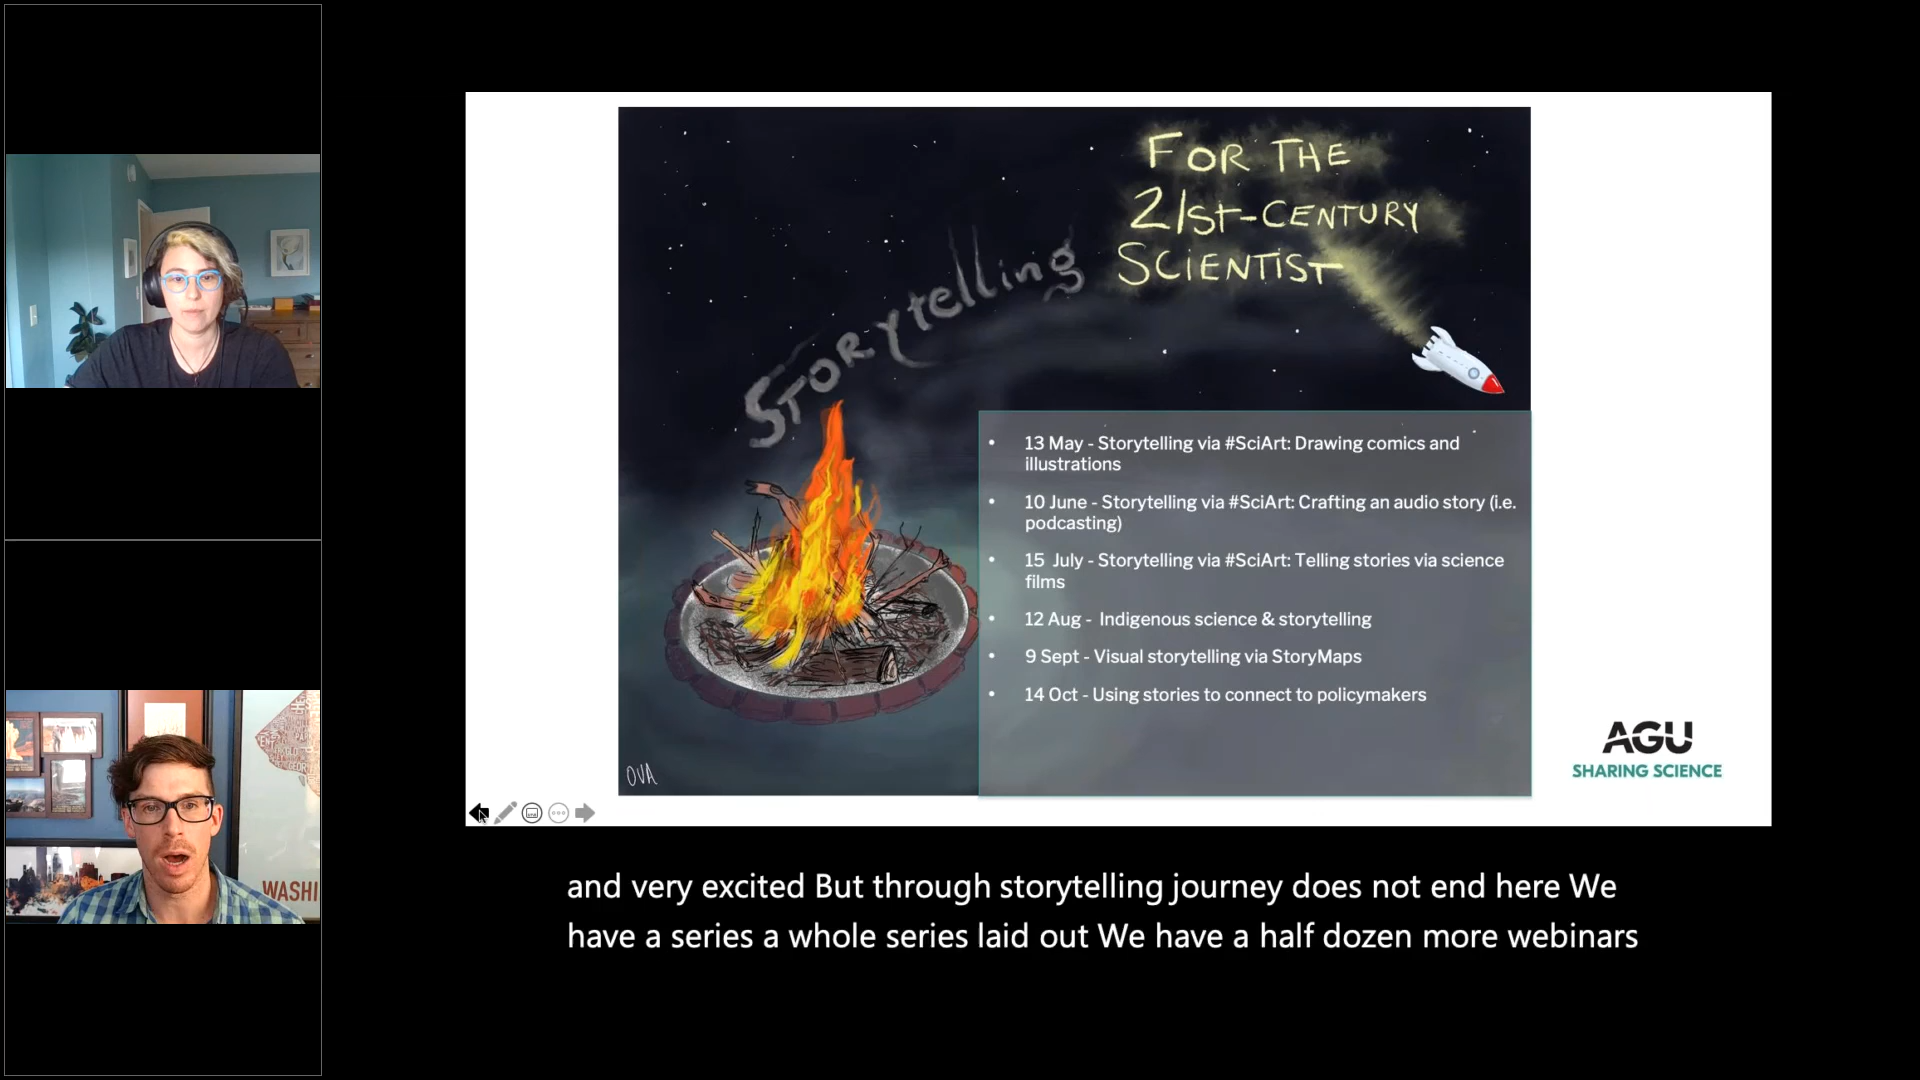 Storytelling
FOR THE
21st-CENTURY
SCIENTIST
• 13 May - Storytelling via #SciArt: Drawing comics and
illustrations
• 10 June - Storytelling via #SciArt: Crafting an audio story (i.e.
podcasting)
• 15 July - Storytelling via #SciArt: Telling stories via science
films
• 12 Aug - Indigenous science & storytelling
• 9 Sept - Visual storytelling via StoryMaps
• 14 Oct - Using stories to connect to policymakers
OVA
AGU
SHARING SCIENCE
WASHI
and very excited But through storytelling journey does not end here We
have a series a whole series laid out We have a half dozen more webinars